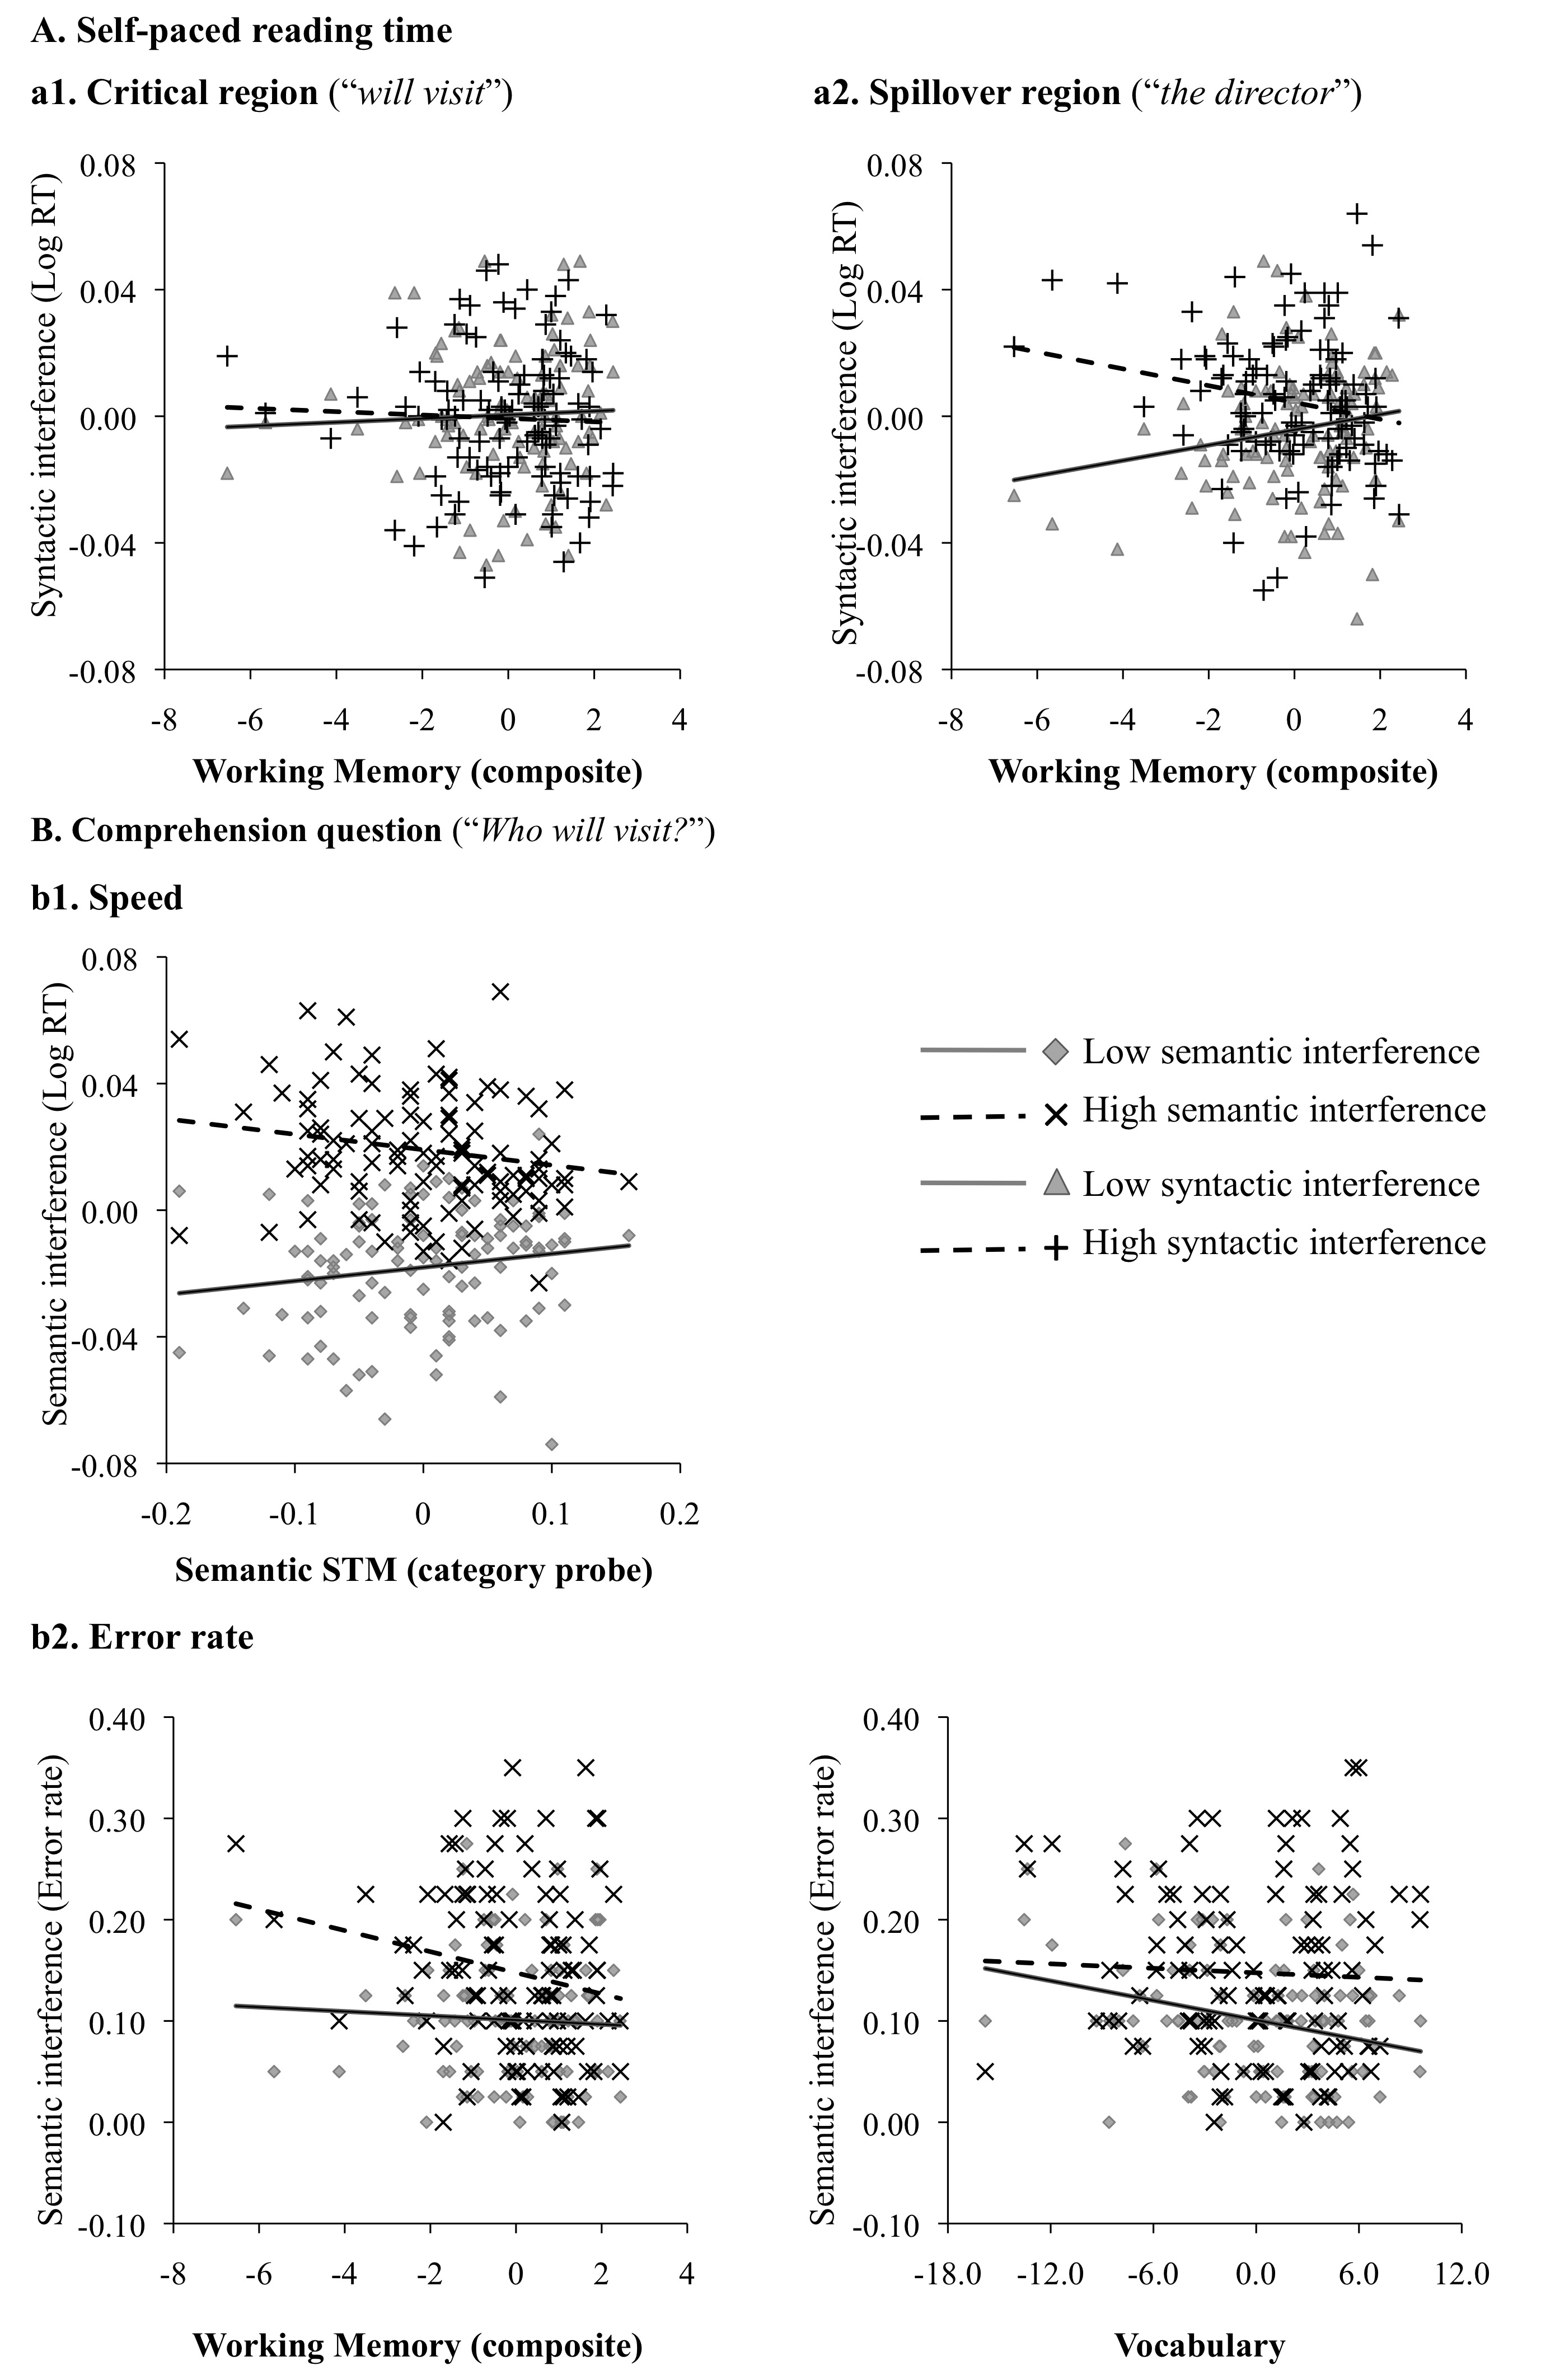 A. Self-paced reading time
a1. Critical region (“will visit”)
a2. Spillover region (“the director”)
Syntactic interference (Log RT)
0.08
0.04
0.00
-0.04
-0.08
-8 -6 -4 -2 0 2 4
Working Memory (composite)
Syntactic interference (Log RT)
0.08
0.04
0.00
-0.04
-0.08
-8 -6 -4 -2 0 2 4
Working Memory (composite)
B. Comprehension question (“Who will visit?”)
b1. Speed
Semantic interference (Log RT)
0.08
0.04
0.00
-0.04
-0.08
-0.2 -0.1 0 0.1 0.2
Semantic STM (category probe)
Low semantic interference
High semantic interference
Low syntactic interference
High syntactic interference
b2. Error rate
Semantic interference (Error rate)
0.40
0.30
0.20
0.10
0.00
-0.10
-8 -6 -4 -2 0 2 4
Working Memory (composite)
Semantic interference (Error rate)
0.40
0.30
0.20
0.10
0.00
-0.10
-18.0 -12.0 -6.0 0.0 6.0 12.0
Vocabulary